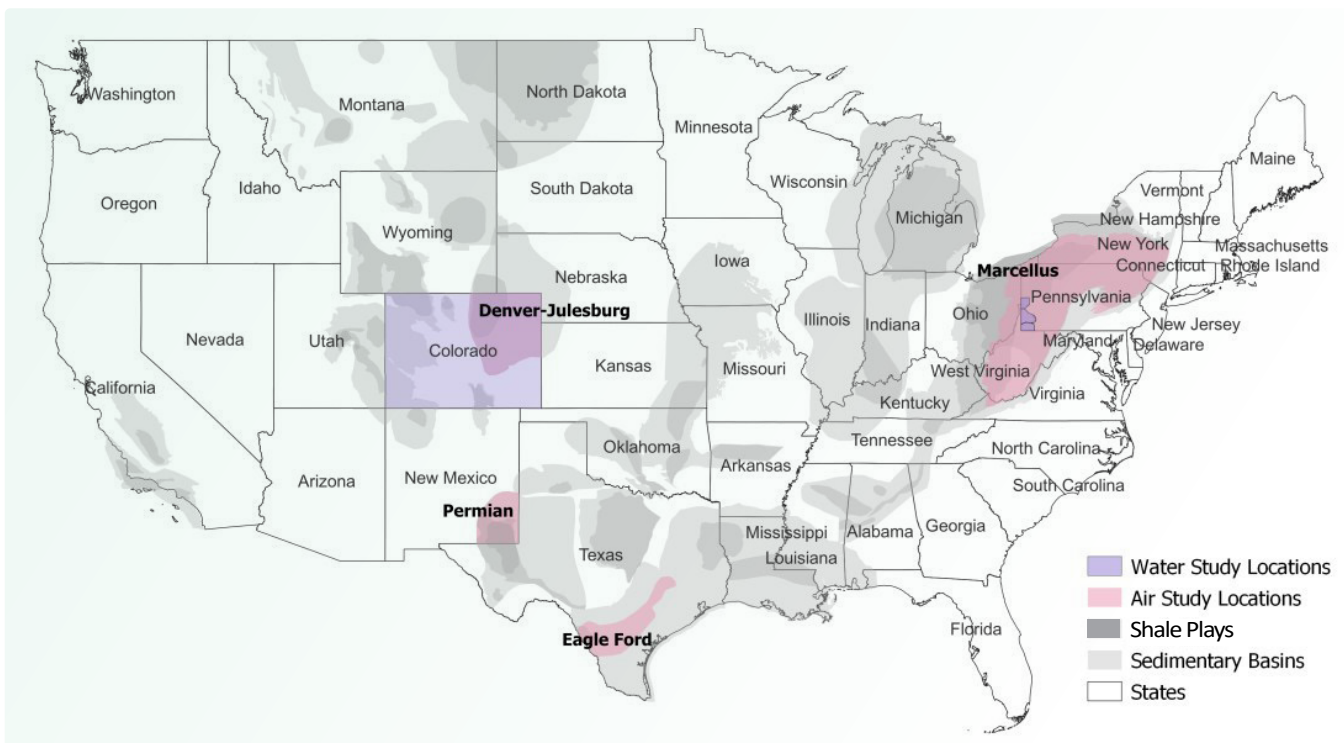 Washington
Montana
North Dakota
Minnesota
Maine
Oregon
Idaho
South Dakota
Wisconsin
Vermont
Wyoming
Michigan
New Hampshire
New York
Massachusetts
Iowa
Marcellus
Connecticut
Rhode Island
Nebraska
Denver-Julesburg
Pennsylvania
Nevada
Utah
Colorado
Illinois
Indiana
Ohio
New Jersey
Maryland
Delaware
California
Kansas
Missouri
West Virginia
Virginia
Kentucky
Oklahoma
Tennessee
North Carolina
Arizona
New Mexico
Arkansas
South Carolina
Permian
Texas
Mississippi
Alabama
Georgia
Louisiana
Eagle Ford
Florida
Water Study Locations
Air Study Locations
Shale Plays
Sedimentary Basins
States